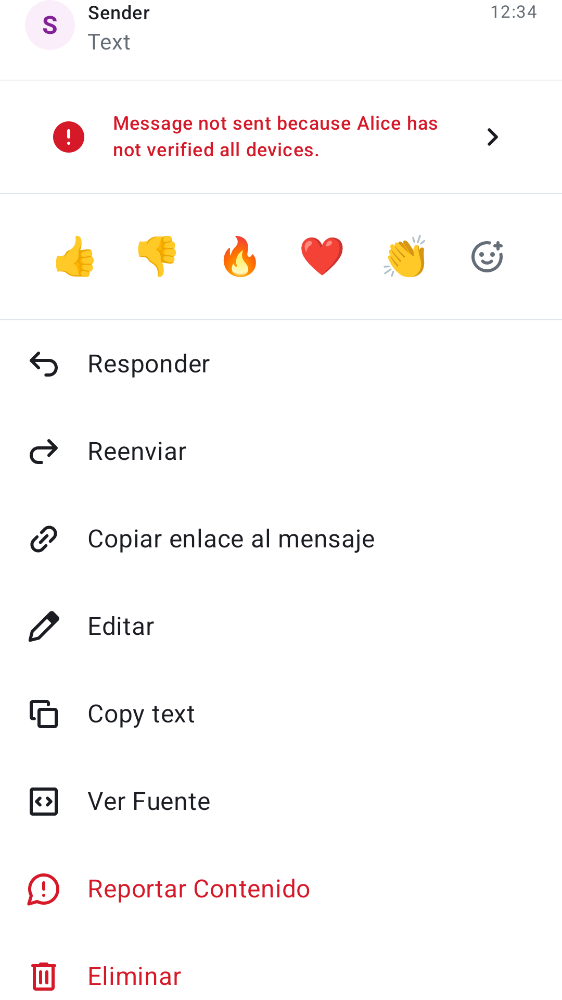 S
Sender
12:34
Text
Message not sent because Alice has
not verified all devices.
Responder
Reenviar
Copiar enlace al mensaje
Editar
Copy text
Ver Fuente
Reportar Contenido
Eliminar